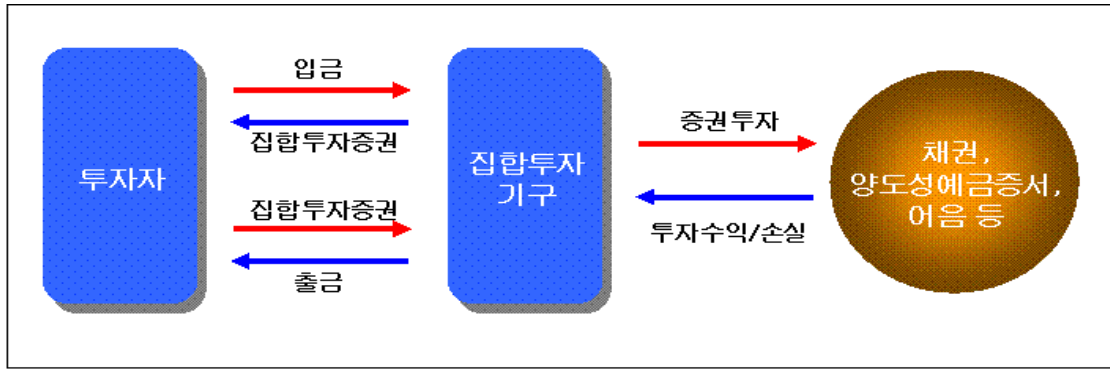 투자자
입금
집합투자증권
집합투자증권
출금
집합투자
기구
증권투자
투자수익/손실
채권,
양도성예금증서,
어음 등